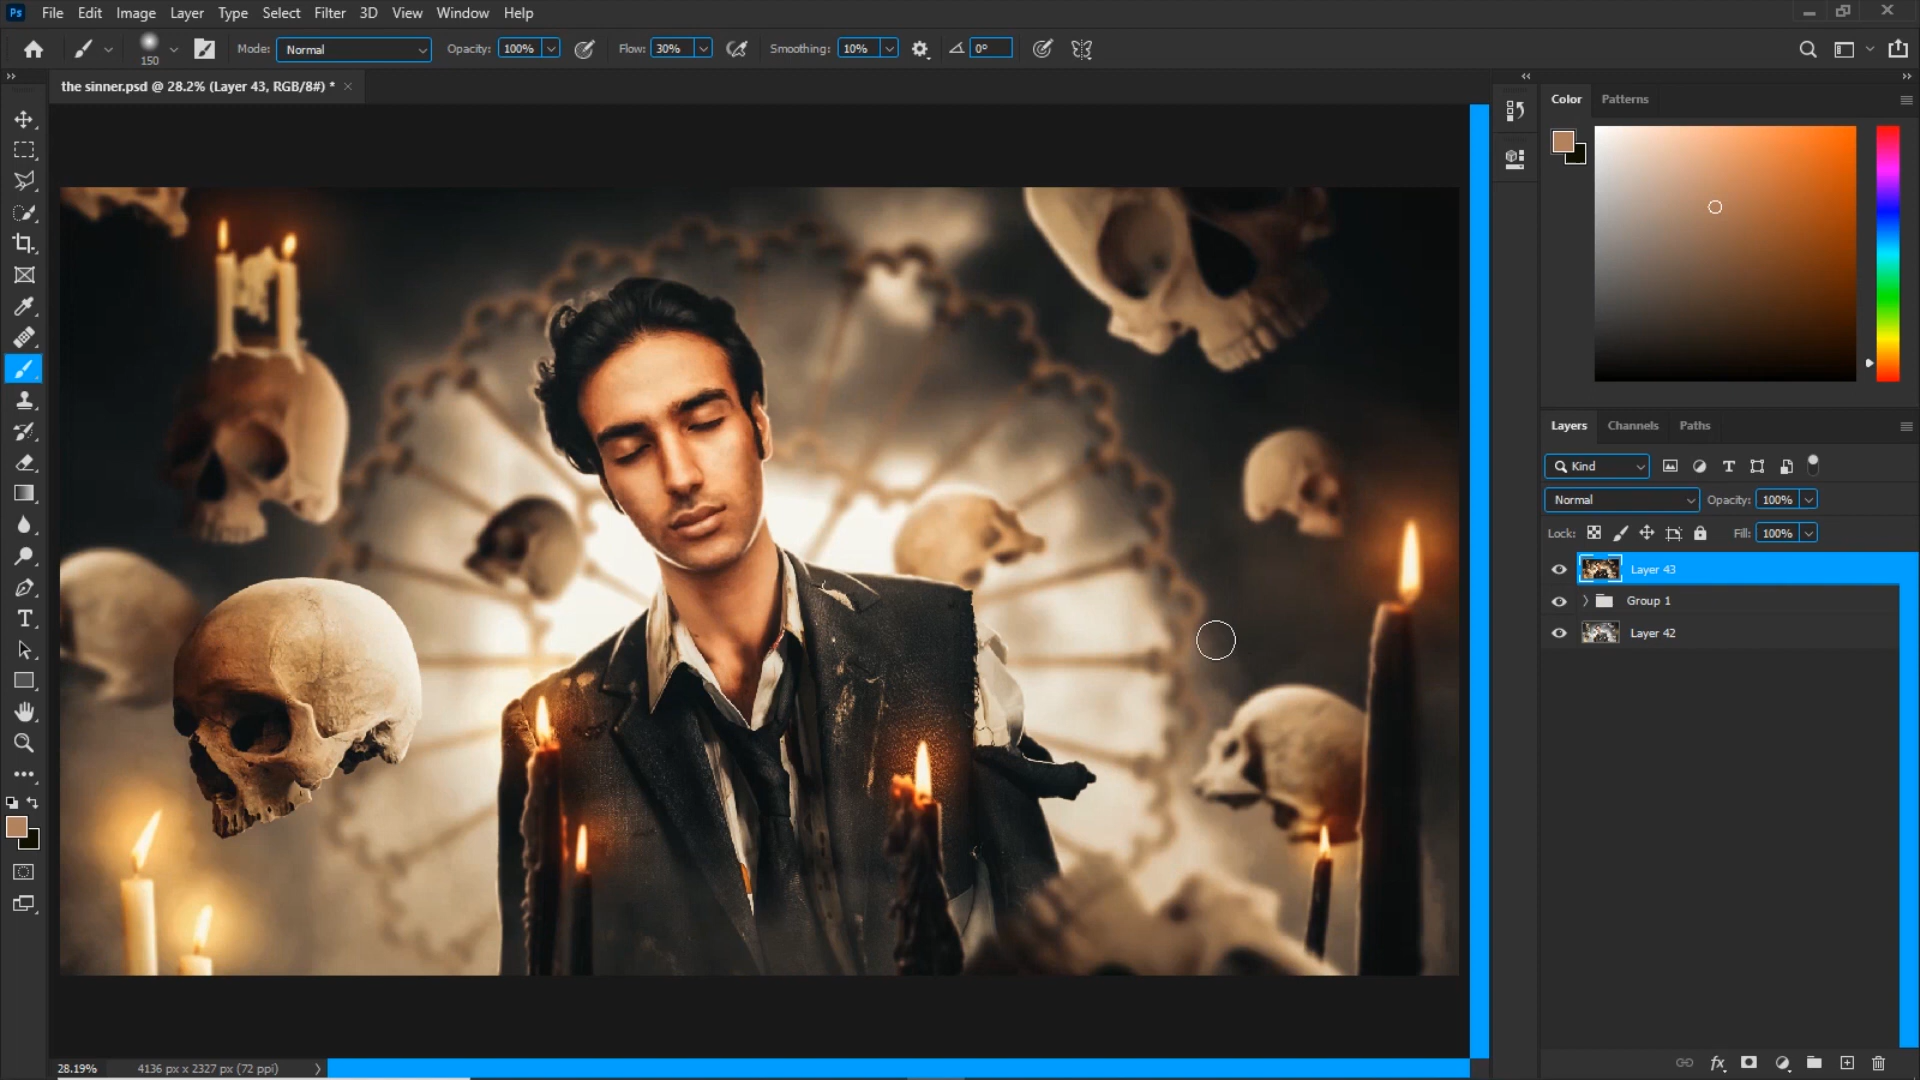 Ps File Edit Image Layer Type Select Filter 3D View Window Help
150 Mode: Normal Opacity: 100% Flow: 30% Smoothing: 10% 0°
the sinner.psd @ 28.2% (Layer 43, RGB/8#) * ×
Color Patterns
Layers Channels Paths
Kind
Normal Opacity: 100%
Lock: Fill: 100%
Layer 43
Group 1
Layer 42
28.19% 4136 px x 2327 px (72 ppi)
fx